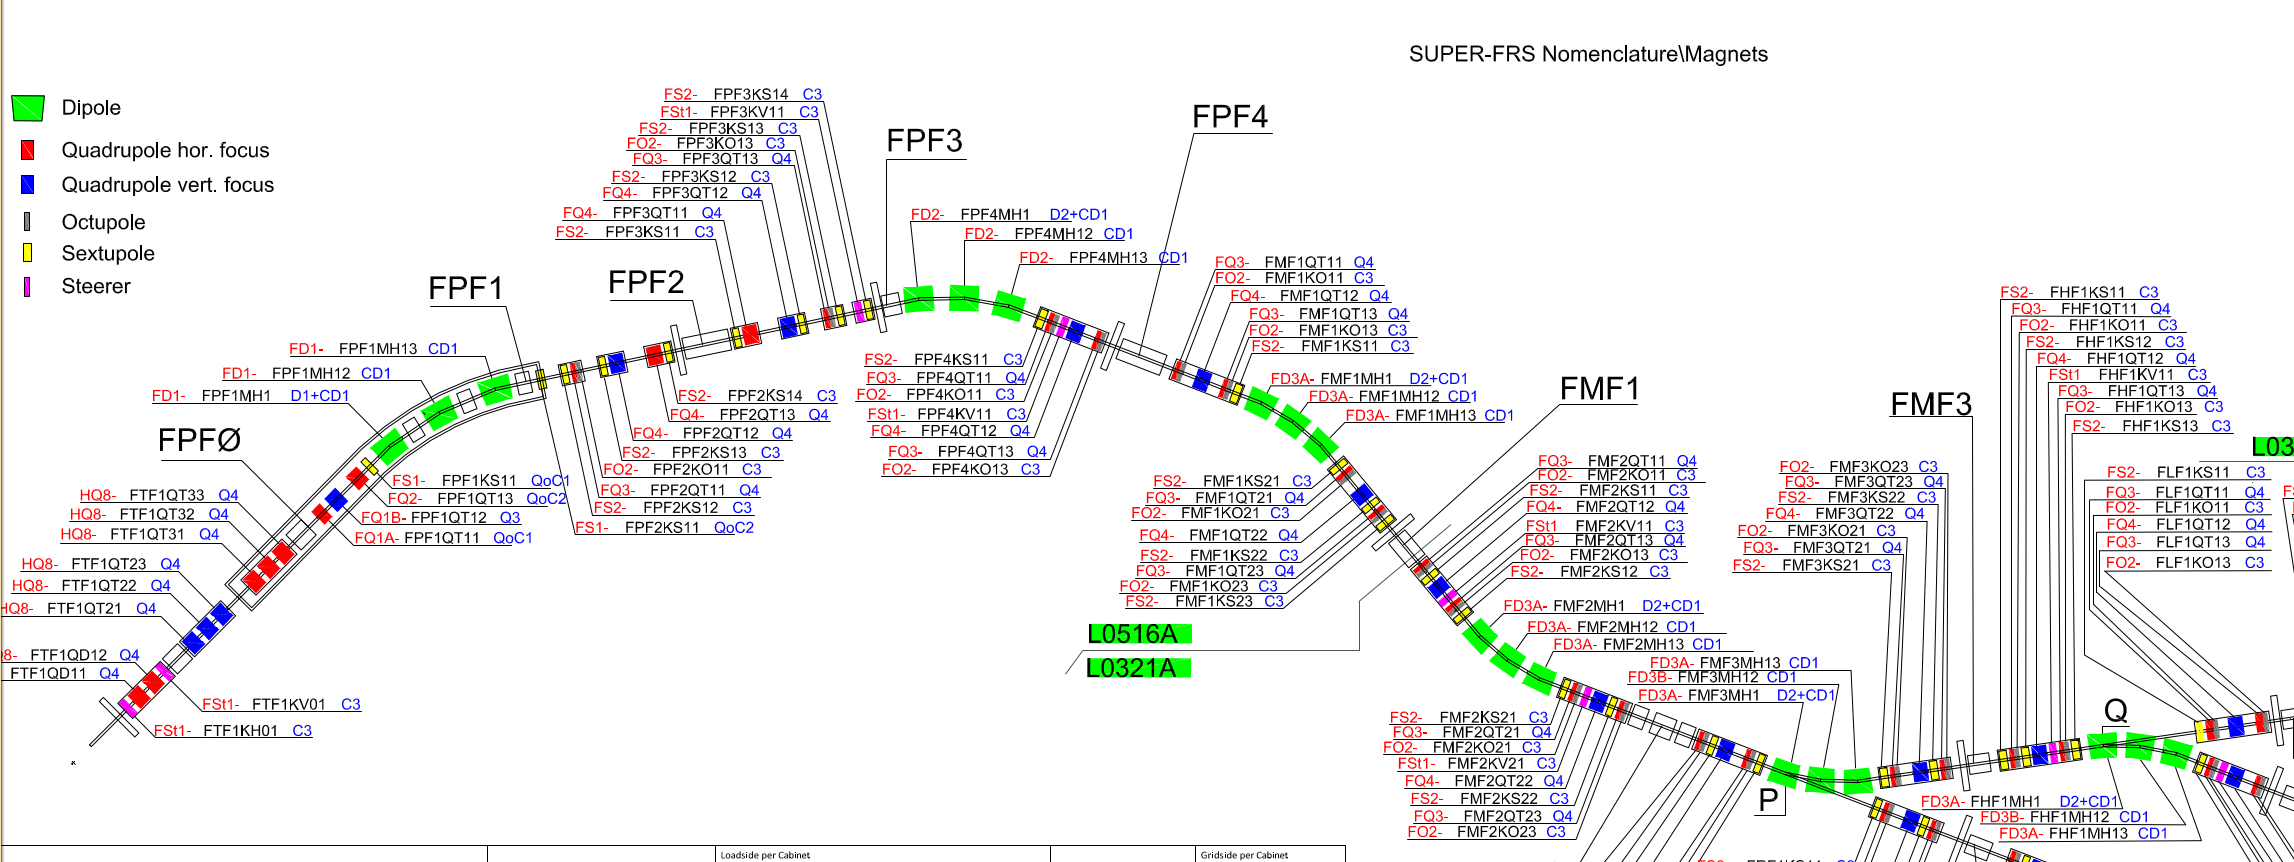 SUPER-FRS Nomenclature\Magnets
Dipole
Quadrupole hor. focus
Quadrupole vert. focus
Octupole
Sextupole
Steerer
FS2- FPF3KS14 C3
FSt1- FPF3KV11 C3
FS2- FPF3KS13 C3
FO2- FPF3KO13 C3
FQ3- FPF3QT13 Q4
FS2- FPF3KS12 C3
FQ4- FPF3QT12 Q4
FQ4- FPF3QT11 Q4
FS2- FPF3KS11 C3
FPF3
FPF4
FD2- FPF4MH1 D2+CD1
FD2- FPF4MH12 CD1
FD2- FPF4MH13 CD1
FPF1
FPF2
FD1- FPF1MH13 CD1
FD1- FPF1MH12 CD1
FD1- FPF1MH1 D1+CD1
FPFØ
FQ3- FMF1QT11 Q4
FO2- FMF1KO11 C3
FQ4- FMF1QT12 Q4
FQ3- FMF1QT13 Q4
FO2- FMF1KO13 C3
FS2- FMF1KS11 C3
FD3A- FMF1MH1 D2+CD1
FD3A- FMF1MH12 CD1
FD3A- FMF1MH13 CD1
FMF1
FMF3
FS2- FPF4KS11 C3
FQ3- FPF4QT11 Q4
FO2- FPF4KO11 C3
FSt1- FPF4KV11 C3
FQ4- FPF4QT12 Q4
FQ3- FPF4QT13 Q4
FO2- FPF4KO13 C3
FS2- FPF2KS14 C3
FQ4- FPF2QT13 Q4
FQ4- FPF2QT12 Q4
FS2- FPF2KS13 C3
FO2- FPF2KO11 C3
FQ3- FPF2QT11 Q4
FS2- FPF2KS12 C3
FS1- FPF2KS11 QoC2
FS1- FPF1KS11 QoC1
FQ2- FPF1QT13 QoC2
FQ1B- FPF1QT12 Q3
FQ1A- FPF1QT11 QoC1
HQ8- FTF1QT33 Q4
HQ8- FTF1QT32 Q4
HQ8- FTF1QT31 Q4
HQ8- FTF1QT23 Q4
HQ8- FTF1QT22 Q4
HQ8- FTF1QT21 Q4
8- FTF1QD12 Q4
FTF1QD11 Q4
FSt1- FTF1KV01 C3
FSt1- FTF1KH01 C3
FS2- FMF1KS21 C3
FQ3- FMF1QT21 Q4
FO2- FMF1KO21 C3
FQ4- FMF1QT22 Q4
FS2- FMF1KS22 C3
FQ3- FMF1QT23 Q4
FO2- FMF1KO23 C3
FS2- FMF1KS23 C3
L0516A
L0321A
FQ3- FMF2QT11 Q4
FO2- FMF2KO11 C3
FS2- FMF2KS11 C3
FQ4- FMF2QT12 Q4
FSt1 FMF2KV11 C3
FQ3- FMF2QT13 Q4
FO2- FMF2KO13 C3
FS2- FMF2KS12 C3
FD3A- FMF2MH1 D2+CD1
FD3A- FMF2MH12 CD1
FD3A- FMF2MH13 CD1
FD3A- FMF3MH13 CD1
FD3B- FMF3MH12 CD1
FD3A- FMF3MH1 D2+CD1
FS2- FMF2KS21 C3
FQ3- FMF2QT21 Q4
FO2- FMF2KO21 C3
FSt1- FMF2KV21 C3
FQ4- FMF2QT22 Q4
FS2- FMF2KS22 C3
FQ3- FMF2QT23 Q4
FO2- FMF2KO23 C3
FO2- FMF3KO23 C3
FQ3- FMF3QT23 Q4
FS2- FMF3KS22 C3
FQ4- FMF3QT22 Q4
FO2- FMF3KO21 C3
FQ3- FMF3QT21 Q4
FS2- FMF3KS21 C3
FS2- FHF1KS11 C3
FQ3- FHF1QT11 Q4
FO2- FHF1KO11 C3
FS2- FHF1KS12 C3
FQ4- FHF1QT12 Q4
FSt1 FHF1KV11 C3
FQ3- FHF1QT13 Q4
FO2- FHF1KO13 C3
FS2- FHF1KS13 C3
L03
FS2- FLF1KS11 C3
FQ3- FLF1QT11 Q4
FO2- FLF1KO11 C3
FQ4- FLF1QT12 Q4
FQ3- FLF1QT13 Q4
FO2- FLF1KO13 C3
Q
P
FD3A- FHF1MH1 D2+CD1
FD3B- FHF1MH12 CD1
FD3A- FHF1MH13 CD1
Loadside per Cabinet
Gridside per Cabinet